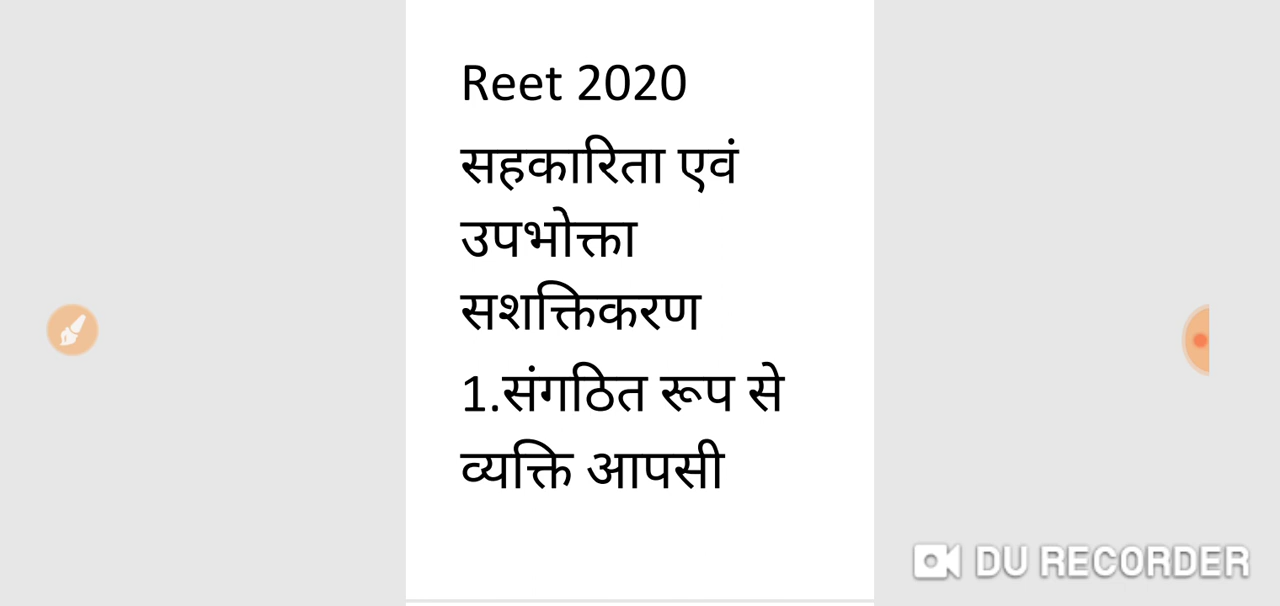 Reet 2020
सहकारिता एवं
उपभोक्ता
सशक्तिकरण
1.संगठित रूप से
व्यक्ति आपसी
DU RECORDER